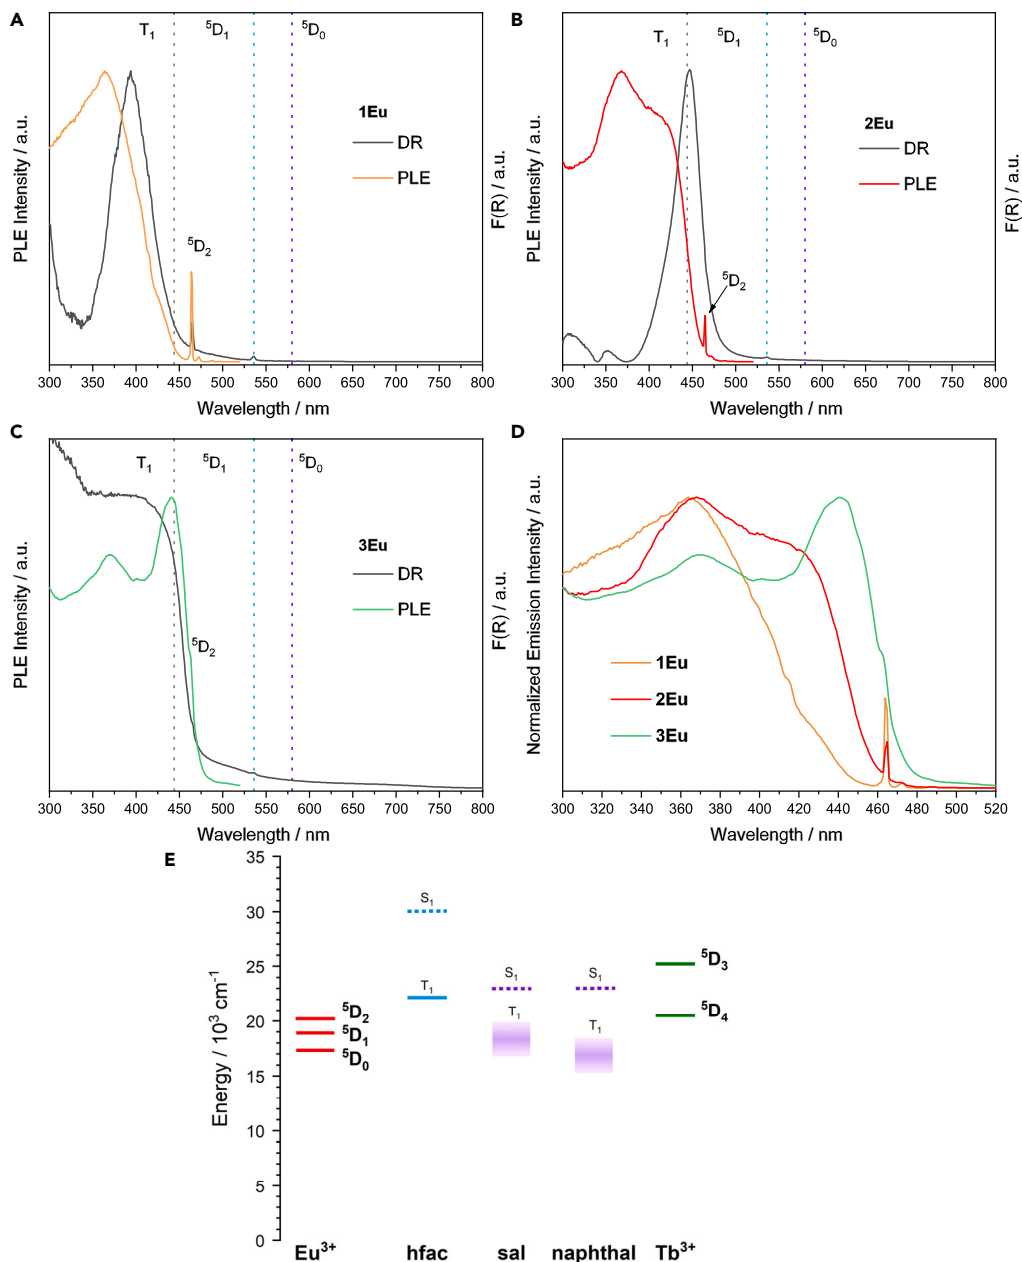 A
T₁ ⁵D₁ ⁵D₀
1Eu
DR
PLE
⁵D₂
PLE Intensity / a.u.
F(R) / a.u.
300 350 400 450 500 550 600 650 700 750 800
Wavelength / nm
B
T₁ ⁵D₁ ⁵D₀
2Eu
DR
PLE
⁵D₂
PLE Intensity / a.u.
F(R) / a.u.
300 350 400 450 500 550 600 650 700 750 800
Wavelength / nm
C
T₁ ⁵D₁ ⁵D₀
3Eu
DR
PLE
⁵D₂
PLE Intensity / a.u.
F(R) / a.u.
300 350 400 450 500 550 600 650 700 750 800
Wavelength / nm
D
1Eu
2Eu
3Eu
Normalized Emission Intensity / a.u.
300 320 340 360 380 400 420 440 460 480 500 520
Wavelength / nm
E
Energy / 10³ cm⁻¹
35
30
25
20
15
10
5
0
S₁
T₁
S₁
T₁
S₁
T₁
⁵D₂
⁵D₁
⁵D₀
⁵D₃
⁵D₄
Eu³⁺ hfac sal naphthal Tb³⁺